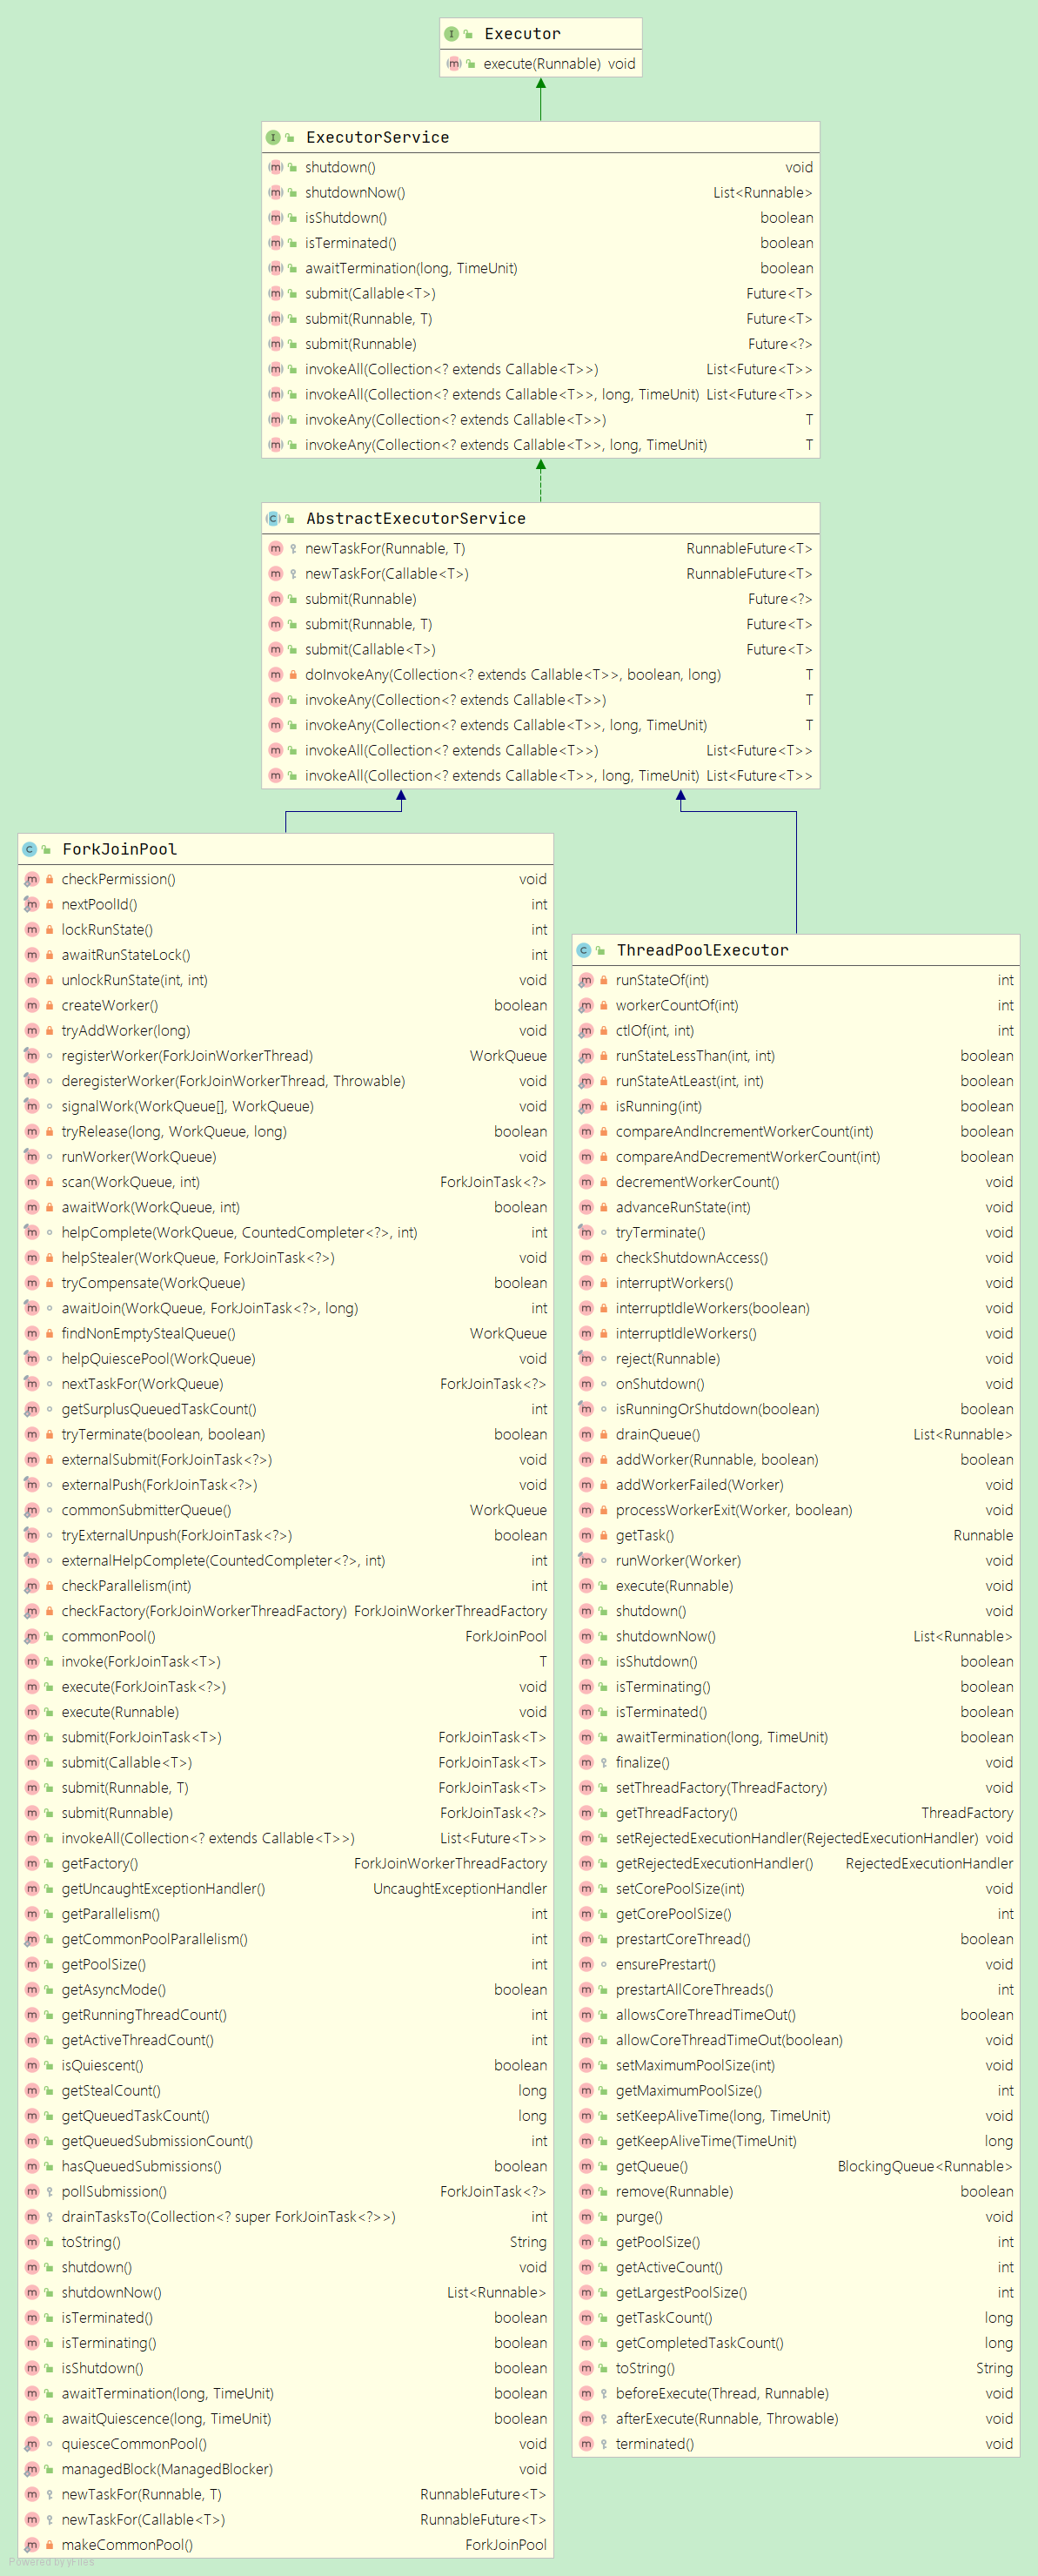 Executor
execute(Runnable) void
ExecutorService
shutdown() void
shutdownNow() List<Runnable>
isShutdown() boolean
isTerminated() boolean
awaitTermination(long, TimeUnit) boolean
submit(Callable<T>) Future<T>
submit(Runnable, T) Future<T>
submit(Runnable) Future<?>
invokeAll(Collection<? extends Callable<T>>) List<Future<T>>
invokeAll(Collection<? extends Callable<T>>, long, TimeUnit) List<Future<T>>
invokeAny(Collection<? extends Callable<T>>) T
invokeAny(Collection<? extends Callable<T>>, long, TimeUnit) T
AbstractExecutorService
newTaskFor(Runnable, T) RunnableFuture<T>
newTaskFor(Callable<T>) RunnableFuture<T>
submit(Runnable) Future<?>
submit(Runnable, T) Future<T>
submit(Callable<T>) Future<T>
doInvokeAny(Collection<? extends Callable<T>>, boolean, long) T
invokeAny(Collection<? extends Callable<T>>) T
invokeAny(Collection<? extends Callable<T>>, long, TimeUnit) T
invokeAll(Collection<? extends Callable<T>>) List<Future<T>>
invokeAll(Collection<? extends Callable<T>>, long, TimeUnit) List<Future<T>>
ForkJoinPool
checkPermission() void
nextPoolId() int
lockRunState() int
awaitRunStateLock() int
unlockRunState(int, int) void
createWorker() boolean
tryAddWorker(long) void
registerWorker(ForkJoinWorkerThread) WorkQueue
deregisterWorker(ForkJoinWorkerThread, Throwable) void
signalWork(WorkQueue[], WorkQueue) void
tryRelease(long, WorkQueue, long) boolean
runWorker(WorkQueue) void
scan(WorkQueue, int) ForkJoinTask<?>
awaitWork(WorkQueue, int) boolean
helpComplete(WorkQueue, CountedCompleter<?>, int) int
helpStealer(WorkQueue, ForkJoinTask<?>) void
tryCompensate(WorkQueue) boolean
awaitJoin(WorkQueue, ForkJoinTask<?>, long) int
findNonEmptyStealQueue() WorkQueue
helpQuiescePool(WorkQueue) void
nextTaskFor(WorkQueue) ForkJoinTask<?>
getSurplusQueuedTaskCount() int
tryTerminate(boolean, boolean) boolean
externalSubmit(ForkJoinTask<?>) void
externalPush(ForkJoinTask<?>) void
commonSubmitterQueue() WorkQueue
tryExternalUnpush(ForkJoinTask<?>) boolean
externalHelpComplete(CountedCompleter<?>, int) int
checkParallelism(int) int
checkFactory(ForkJoinWorkerThreadFactory) ForkJoinWorkerThreadFactory
commonPool() ForkJoinPool
invoke(ForkJoinTask<T>) T
execute(ForkJoinTask<?>) void
execute(Runnable) void
submit(ForkJoinTask<T>) ForkJoinTask<T>
submit(Callable<T>) ForkJoinTask<T>
submit(Runnable, T) ForkJoinTask<T>
submit(Runnable) ForkJoinTask<?>
invokeAll(Collection<? extends Callable<T>>) List<Future<T>>
getFactory() ForkJoinWorkerThreadFactory
getUncaughtExceptionHandler() UncaughtExceptionHandler
getParallelism() int
getCommonPoolParallelism() int
getPoolSize() int
getAsyncMode() boolean
getRunningThreadCount() int
getActiveThreadCount() int
isQuiescent() boolean
getStealCount() long
getQueuedTaskCount() long
getQueuedSubmissionCount() int
hasQueuedSubmissions() boolean
pollSubmission() ForkJoinTask<?>
drainTasksTo(Collection<? super ForkJoinTask<?>>) int
toString() String
shutdown() void
shutdownNow() List<Runnable>
isTerminated() boolean
isTerminating() boolean
isShutdown() boolean
awaitTermination(long, TimeUnit) boolean
awaitQuiescence(long, TimeUnit) boolean
quiesceCommonPool() void
managedBlock(ManagedBlocker) void
newTaskFor(Runnable, T) RunnableFuture<T>
newTaskFor(Callable<T>) RunnableFuture<T>
makeCommonPool() ForkJoinPool
ThreadPoolExecutor
runStateOf(int) int
workerCountOf(int) int
ctlOf(int, int) int
runStateLessThan(int, int) boolean
runStateAtLeast(int, int) boolean
isRunning(int) boolean
compareAndIncrementWorkerCount(int) boolean
compareAndDecrementWorkerCount(int) boolean
decrementWorkerCount() void
advanceRunState(int) void
tryTerminate() void
checkShutdownAccess() void
interruptWorkers() void
interruptIdleWorkers(boolean) void
interruptIdleWorkers() void
reject(Runnable) void
onShutdown() void
isRunningOrShutdown(boolean) boolean
drainQueue() List<Runnable>
addWorker(Runnable, boolean) boolean
addWorkerFailed(Worker) void
processWorkerExit(Worker, boolean) void
getTask() Runnable
runWorker(Worker) void
execute(Runnable) void
shutdown() void
shutdownNow() List<Runnable>
isShutdown() boolean
isTerminating() boolean
isTerminated() boolean
awaitTermination(long, TimeUnit) boolean
finalize() void
setThreadFactory(ThreadFactory) void
getThreadFactory() ThreadFactory
setRejectedExecutionHandler(RejectedExecutionHandler) void
getRejectedExecutionHandler() RejectedExecutionHandler
setCorePoolSize(int) void
getCorePoolSize() int
prestartCoreThread() boolean
ensurePrestart() void
prestartAllCoreThreads() int
allowsCoreThreadTimeOut() boolean
allowCoreThreadTimeOut(boolean) void
setMaximumPoolSize(int) void
getMaximumPoolSize() int
setKeepAliveTime(long, TimeUnit) void
getKeepAliveTime(TimeUnit) long
getQueue() BlockingQueue<Runnable>
remove(Runnable) boolean
purge() void
getPoolSize() int
getActiveCount() int
getLargestPoolSize() int
getTaskCount() long
getCompletedTaskCount() long
toString() String
beforeExecute(Thread, Runnable) void
afterExecute(Runnable, Throwable) void
terminated() void
Powered by yFiles